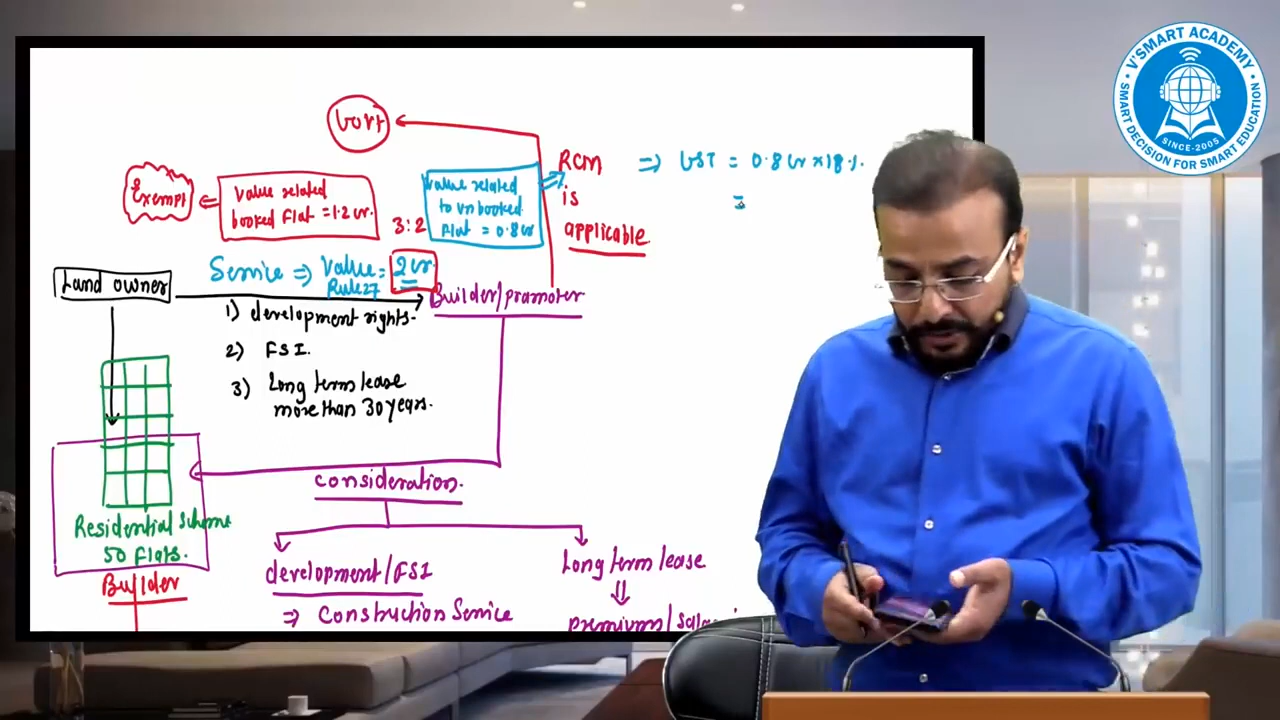 V'SMART ACADEMY
SMART DECISION FOR SMART EDUCATION
SINCE-2005
Govt
Exempt
Value related
booked Flat = 1.2 cr.
3:2
Value related
to unbooked
Flat = 0.8 cr
RCM
is
applicable
⇒ GST = 0.8 cr × 18%.
=
Land owner
Service ⇒ Value = 2 cr
Rule 27
Builder/promoter
1) development rights.
2) FSI.
3) Long term lease
more than 30 years.
consideration.
Residential Scheme
50 Flats.
Builder
development/FSI
⇒ Construction Service
Long term lease
⇓
premium/